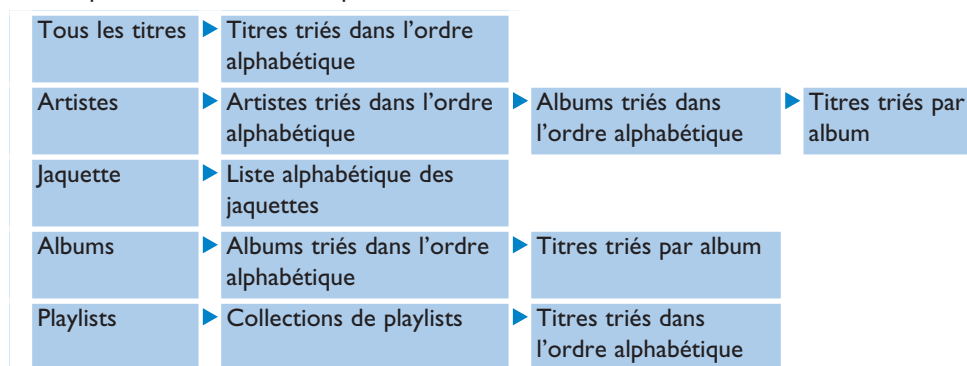 Tous les titres
Titres triés dans l'ordre
alphabétique
Artistes
Artistes triés dans l'ordre
alphabétique
Albums triés dans
l'ordre alphabétique
Titres triés par
album
Jaquette
Liste alphabétique des
jaquettes
Albums
Albums triés dans l'ordre
alphabétique
Titres triés par album
Playlists
Collections de playlists
Titres triés dans
l'ordre alphabétique